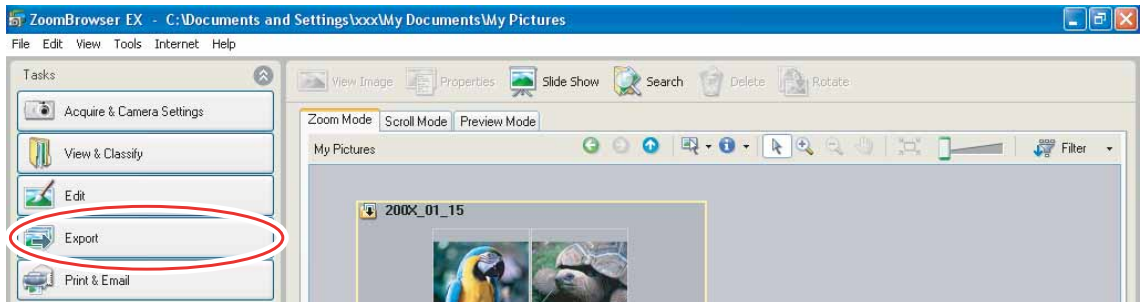 ZoomBrowser EX - C:\Documents and Settings\xxx\My Documents\My Pictures
File Edit View Tools Internet Help
Tasks
View Image Properties Slide Show Search Delete Rotate
Acquire & Camera Settings
Zoom Mode Scroll Mode Preview Mode
View & Classify
My Pictures
Filter
Edit
200X_01_15
Export
Print & Email